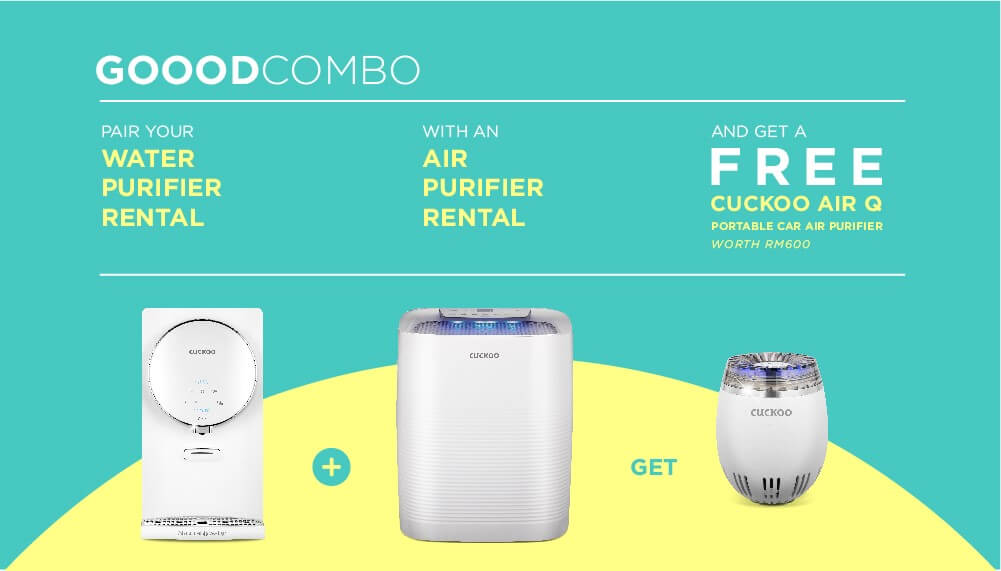 GOOODCOMBO
PAIR YOUR
WATER
PURIFIER
RENTAL
WITH AN
AIR
PURIFIER
RENTAL
AND GET A
FREE
CUCKOO AIR Q
PORTABLE CAR AIR PURIFIER
WORTH RM600
CUCKOO
+
CUCKOO
GET
CUCKOO